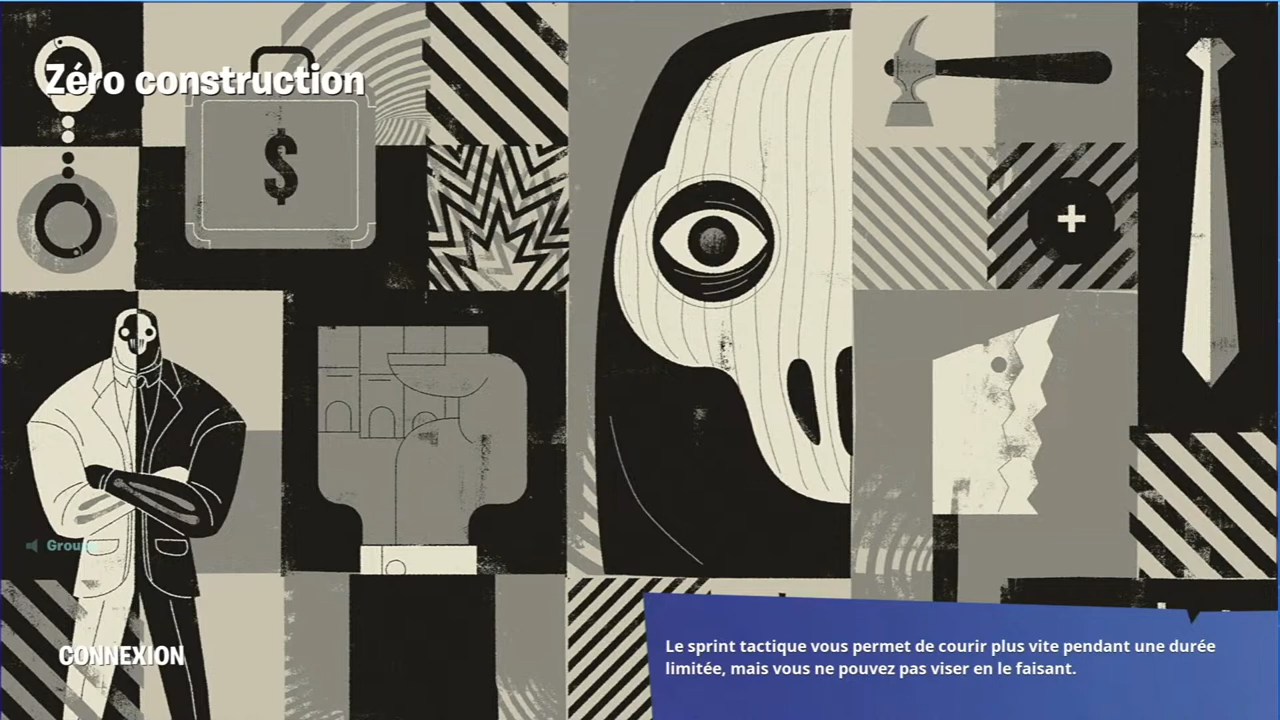 Zéro construction
$
+
Groupe
CONNEXION
Le sprint tactique vous permet de courir plus vite pendant une durée
limitée, mais vous ne pouvez pas viser en le faisant.